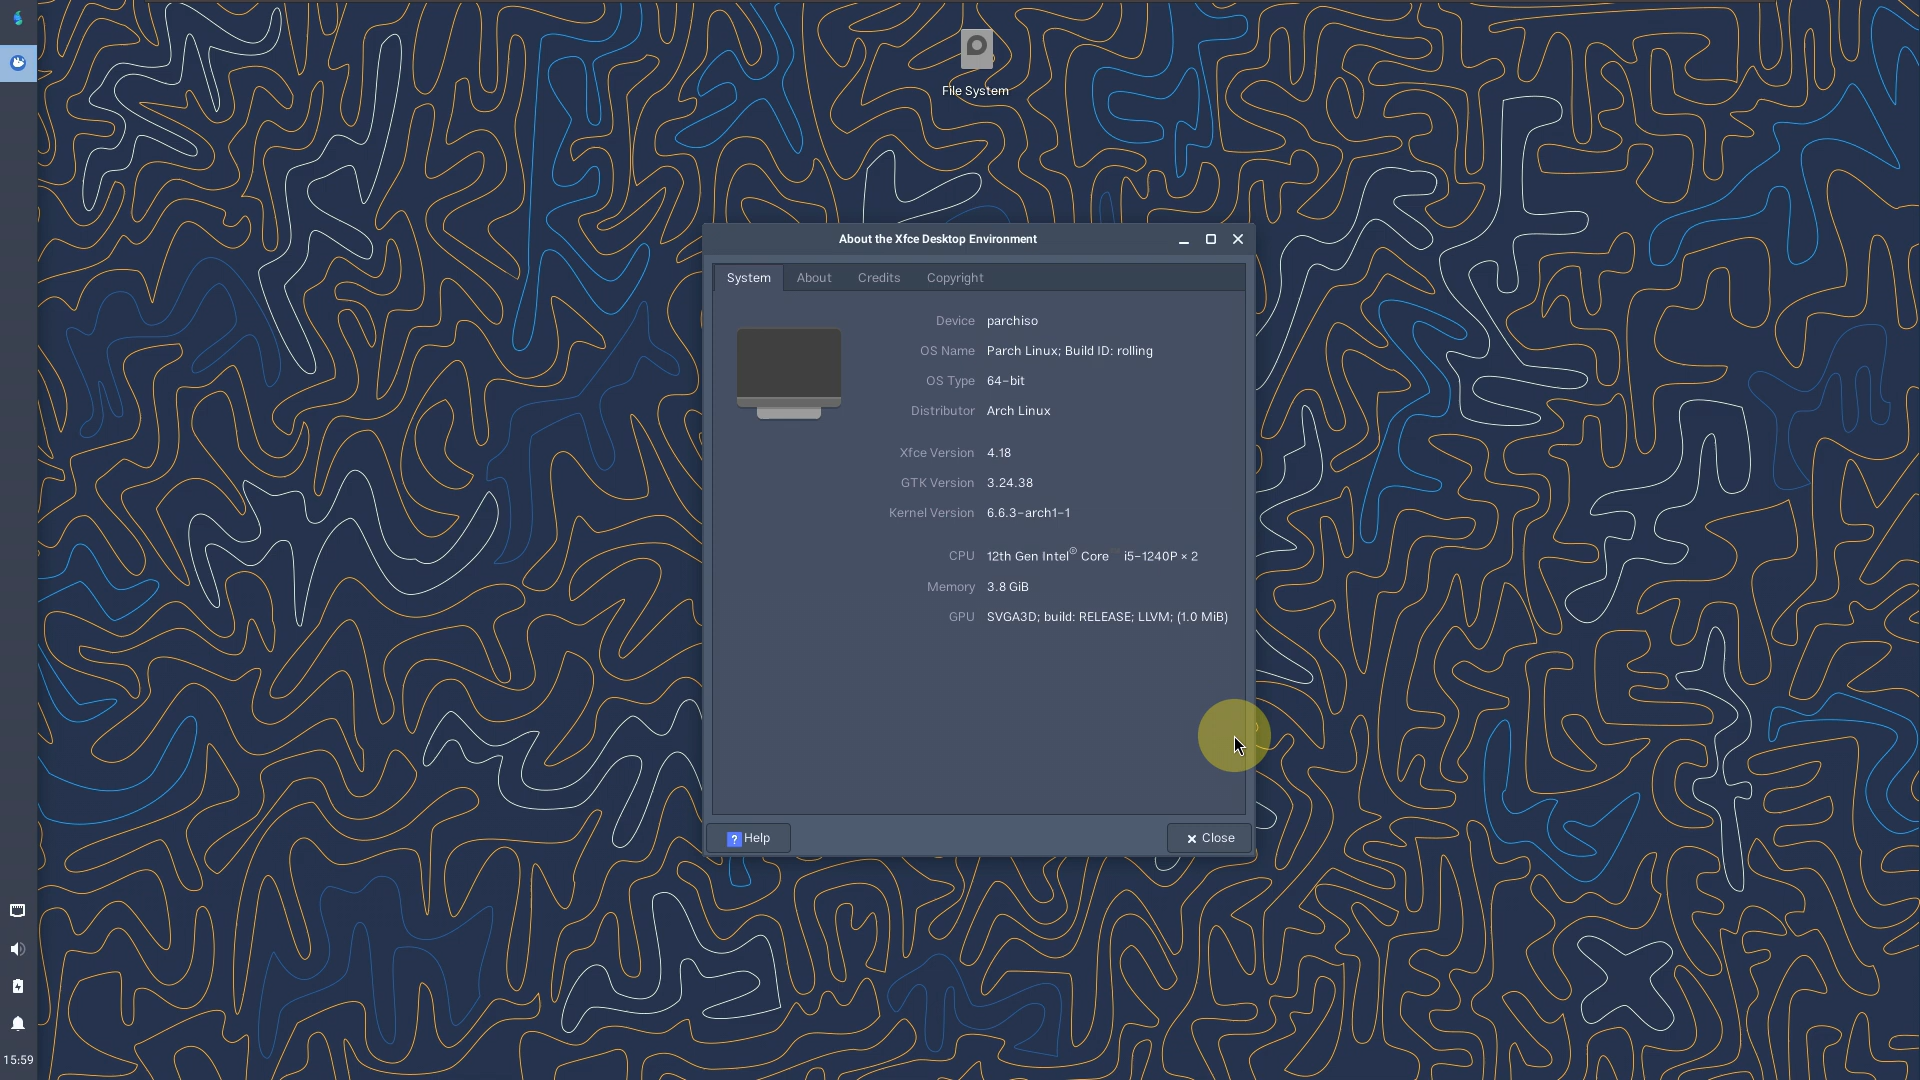 File System
About the Xfce Desktop Environment
System About Credits Copyright
Device parchiso
OS Name Parch Linux; Build ID: rolling
OS Type 64-bit
Distributor Arch Linux
Xfce Version 4.18
GTK Version 3.24.38
Kernel Version 6.6.3-arch1-1
CPU 12th Gen Intel® Core i5-1240P × 2
Memory 3.8 GiB
GPU SVGA3D; build: RELEASE; LLVM; (1.0 MiB)
? Help
Close
15:59